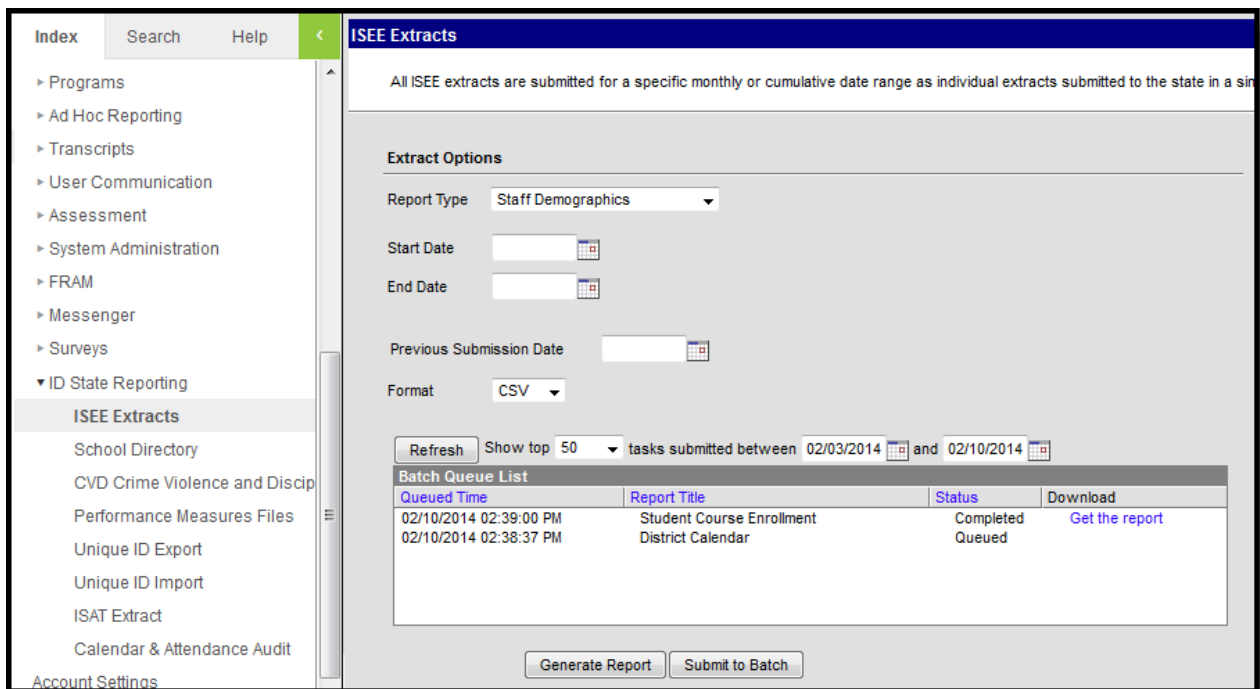 Index Search Help
Programs
Ad Hoc Reporting
Transcripts
User Communication
Assessment
System Administration
FRAM
Messenger
Surveys
ID State Reporting
ISEE Extracts
School Directory
CVD Crime Violence and Discip
Performance Measures Files
Unique ID Export
Unique ID Import
ISAT Extract
Calendar & Attendance Audit
Account Settings
ISEE Extracts
All ISEE extracts are submitted for a specific monthly or cumulative date range as individual extracts submitted to the state in a sin
Extract Options
Report Type Staff Demographics
Start Date
End Date
Previous Submission Date
Format CSV
Refresh Show top 50 tasks submitted between 02/03/2014 and 02/10/2014
Batch Queue List
Queued Time Report Title Status Download
02/10/2014 02:39:00 PM Student Course Enrollment Completed Get the report
02/10/2014 02:38:37 PM District Calendar Queued
Generate Report Submit to Batch